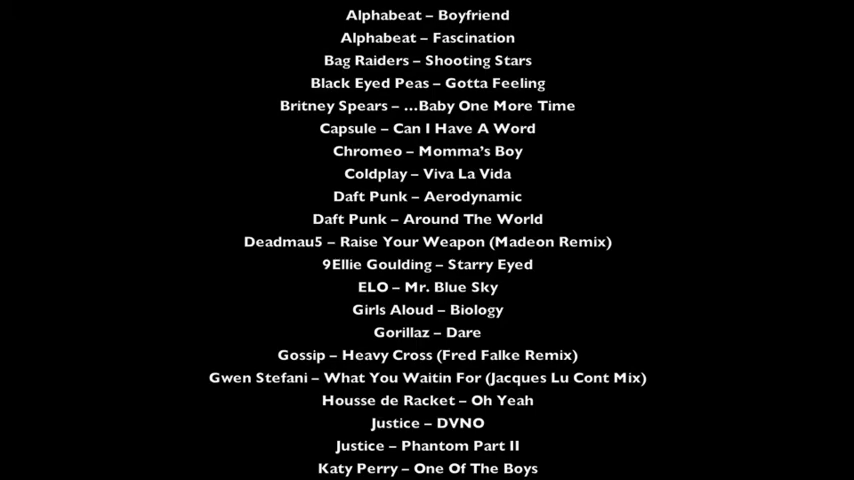 Alphabeat – Boyfriend
Alphabeat – Fascination
Bag Raiders – Shooting Stars
Black Eyed Peas – Gotta Feeling
Britney Spears – …Baby One More Time
Capsule – Can I Have A Word
Chromeo – Momma’s Boy
Coldplay – Viva La Vida
Daft Punk – Aerodynamic
Daft Punk – Around The World
Deadmau5 – Raise Your Weapon (Madeon Remix)
9Ellie Goulding – Starry Eyed
ELO – Mr. Blue Sky
Girls Aloud – Biology
Gorillaz – Dare
Gossip – Heavy Cross (Fred Falke Remix)
Gwen Stefani – What You Waitin For (Jacques Lu Cont Mix)
Housse de Racket – Oh Yeah
Justice – DVNO
Justice – Phantom Part II
Katy Perry – One Of The Boys